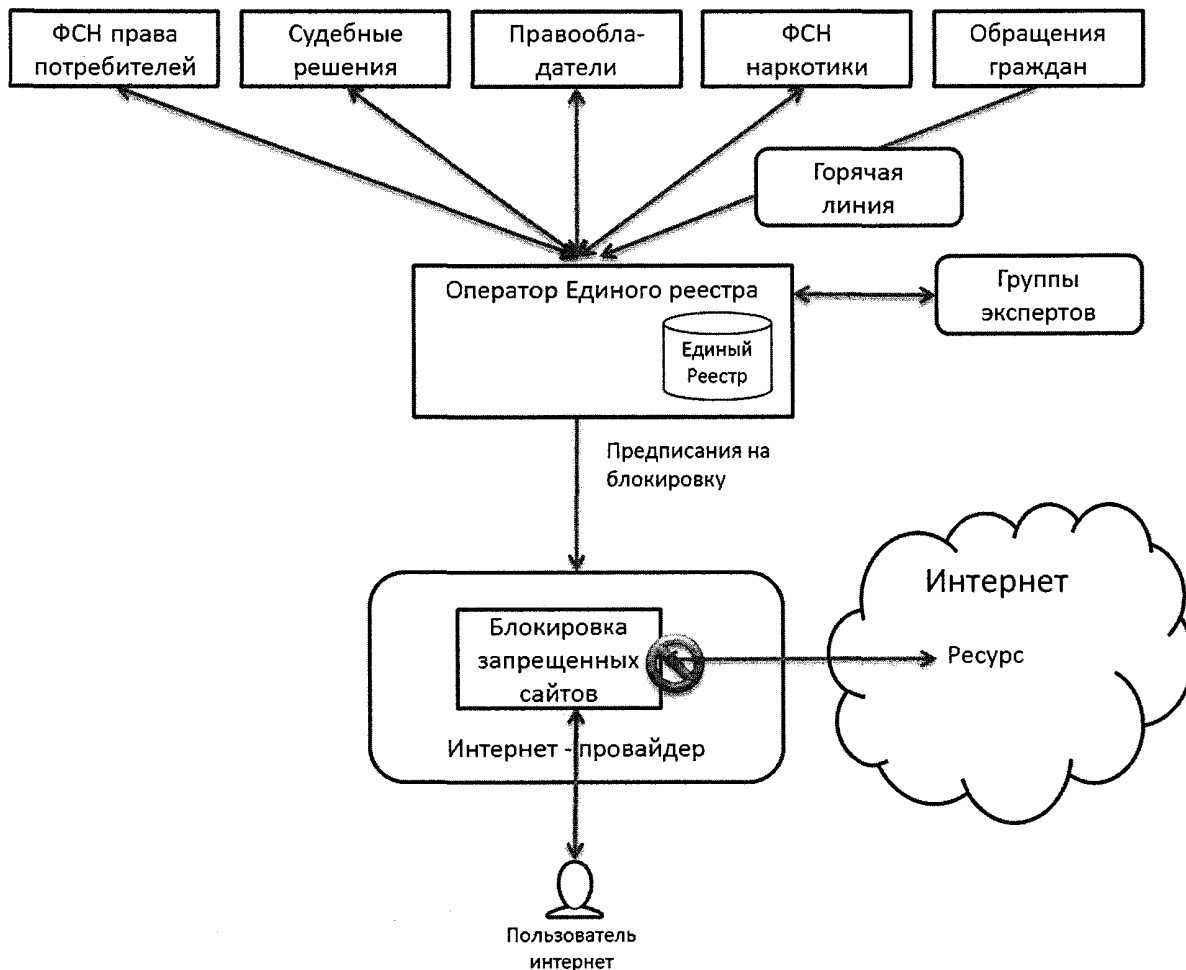 ФСН права
потребителей
Судебные
решения
Правообла-
датели
ФСН
наркотики
Обращения
граждан
Горячая
линия
Оператор Единого реестра
Единый
Реестр
Группы
экспертов
Предписания на
блокировку
Интернет
Ресурс
Блокировка
запрещенных
сайтов
Интернет - провайдер
Пользователь
интернет